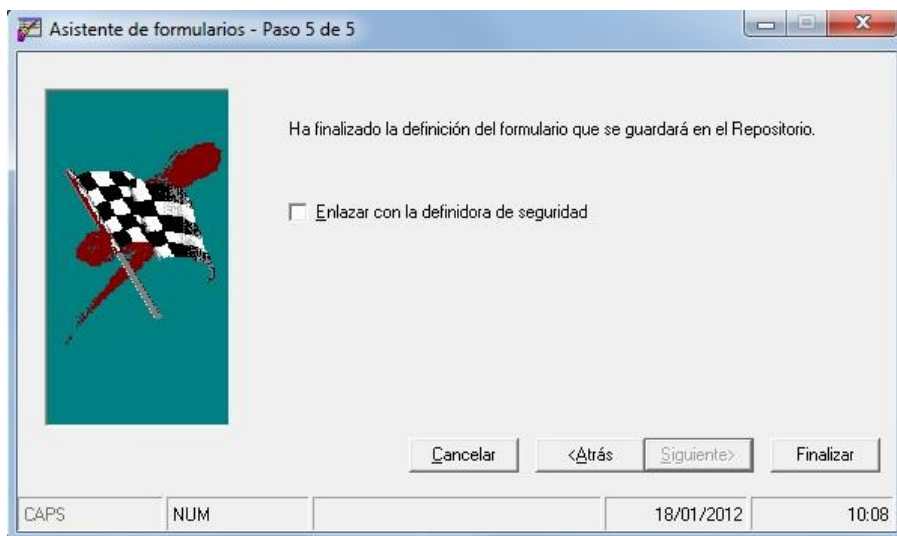 Asistente de formularios - Paso 5 de 5
Ha finalizado la definición del formulario que se guardará en el Repositorio.
Enlazar con la definidora de seguridad
Cancelar <Atrás Siguiente> Finalizar
CAPS NUM 18/01/2012 10:08